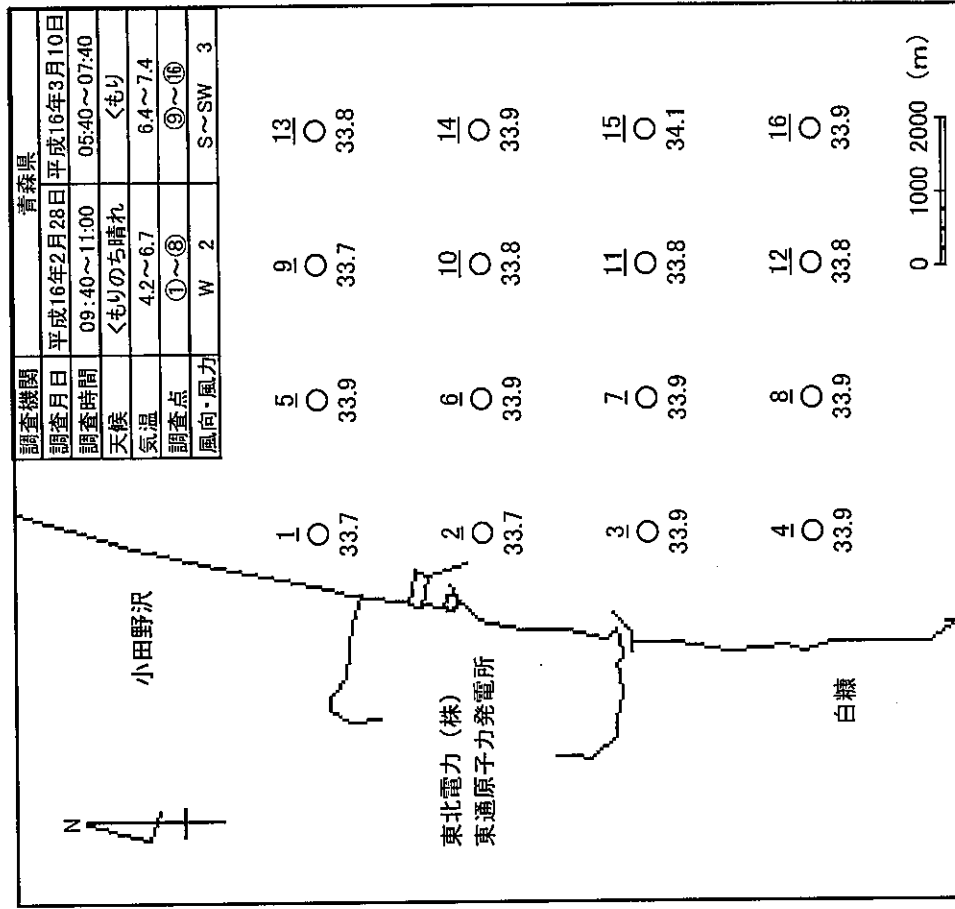 調査機関 青森県
調査月日 平成16年2月28日 平成16年3月10日
調査時間 09:40～11:00 05:40～07:40
天候 くもりのち晴れ くもり
気温 4.2～6.7 6.4～7.4
調査点 ①～⑧ ⑨～⑯
風向・風力 W 2 S～SW 3
N
小田野沢
1 5 9 13
33.7 33.9 33.7 33.8
東北電力（株）
東通原子力発電所
2 6 10 14
33.7 33.9 33.8 33.9
3 7 11 15
33.9 33.9 33.8 34.1
白糠
4 8 12 16
33.9 33.9 33.8 33.9
0 1000 2000 (m)